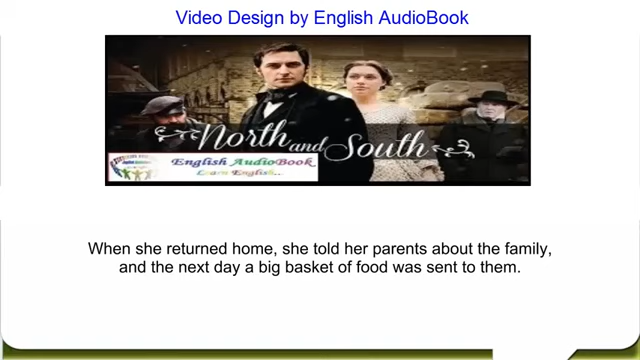 Video Design by English AudioBook
North and South
English AudioBook
Learn English...
When she returned home, she told her parents about the family,
and the next day a big basket of food was sent to them.